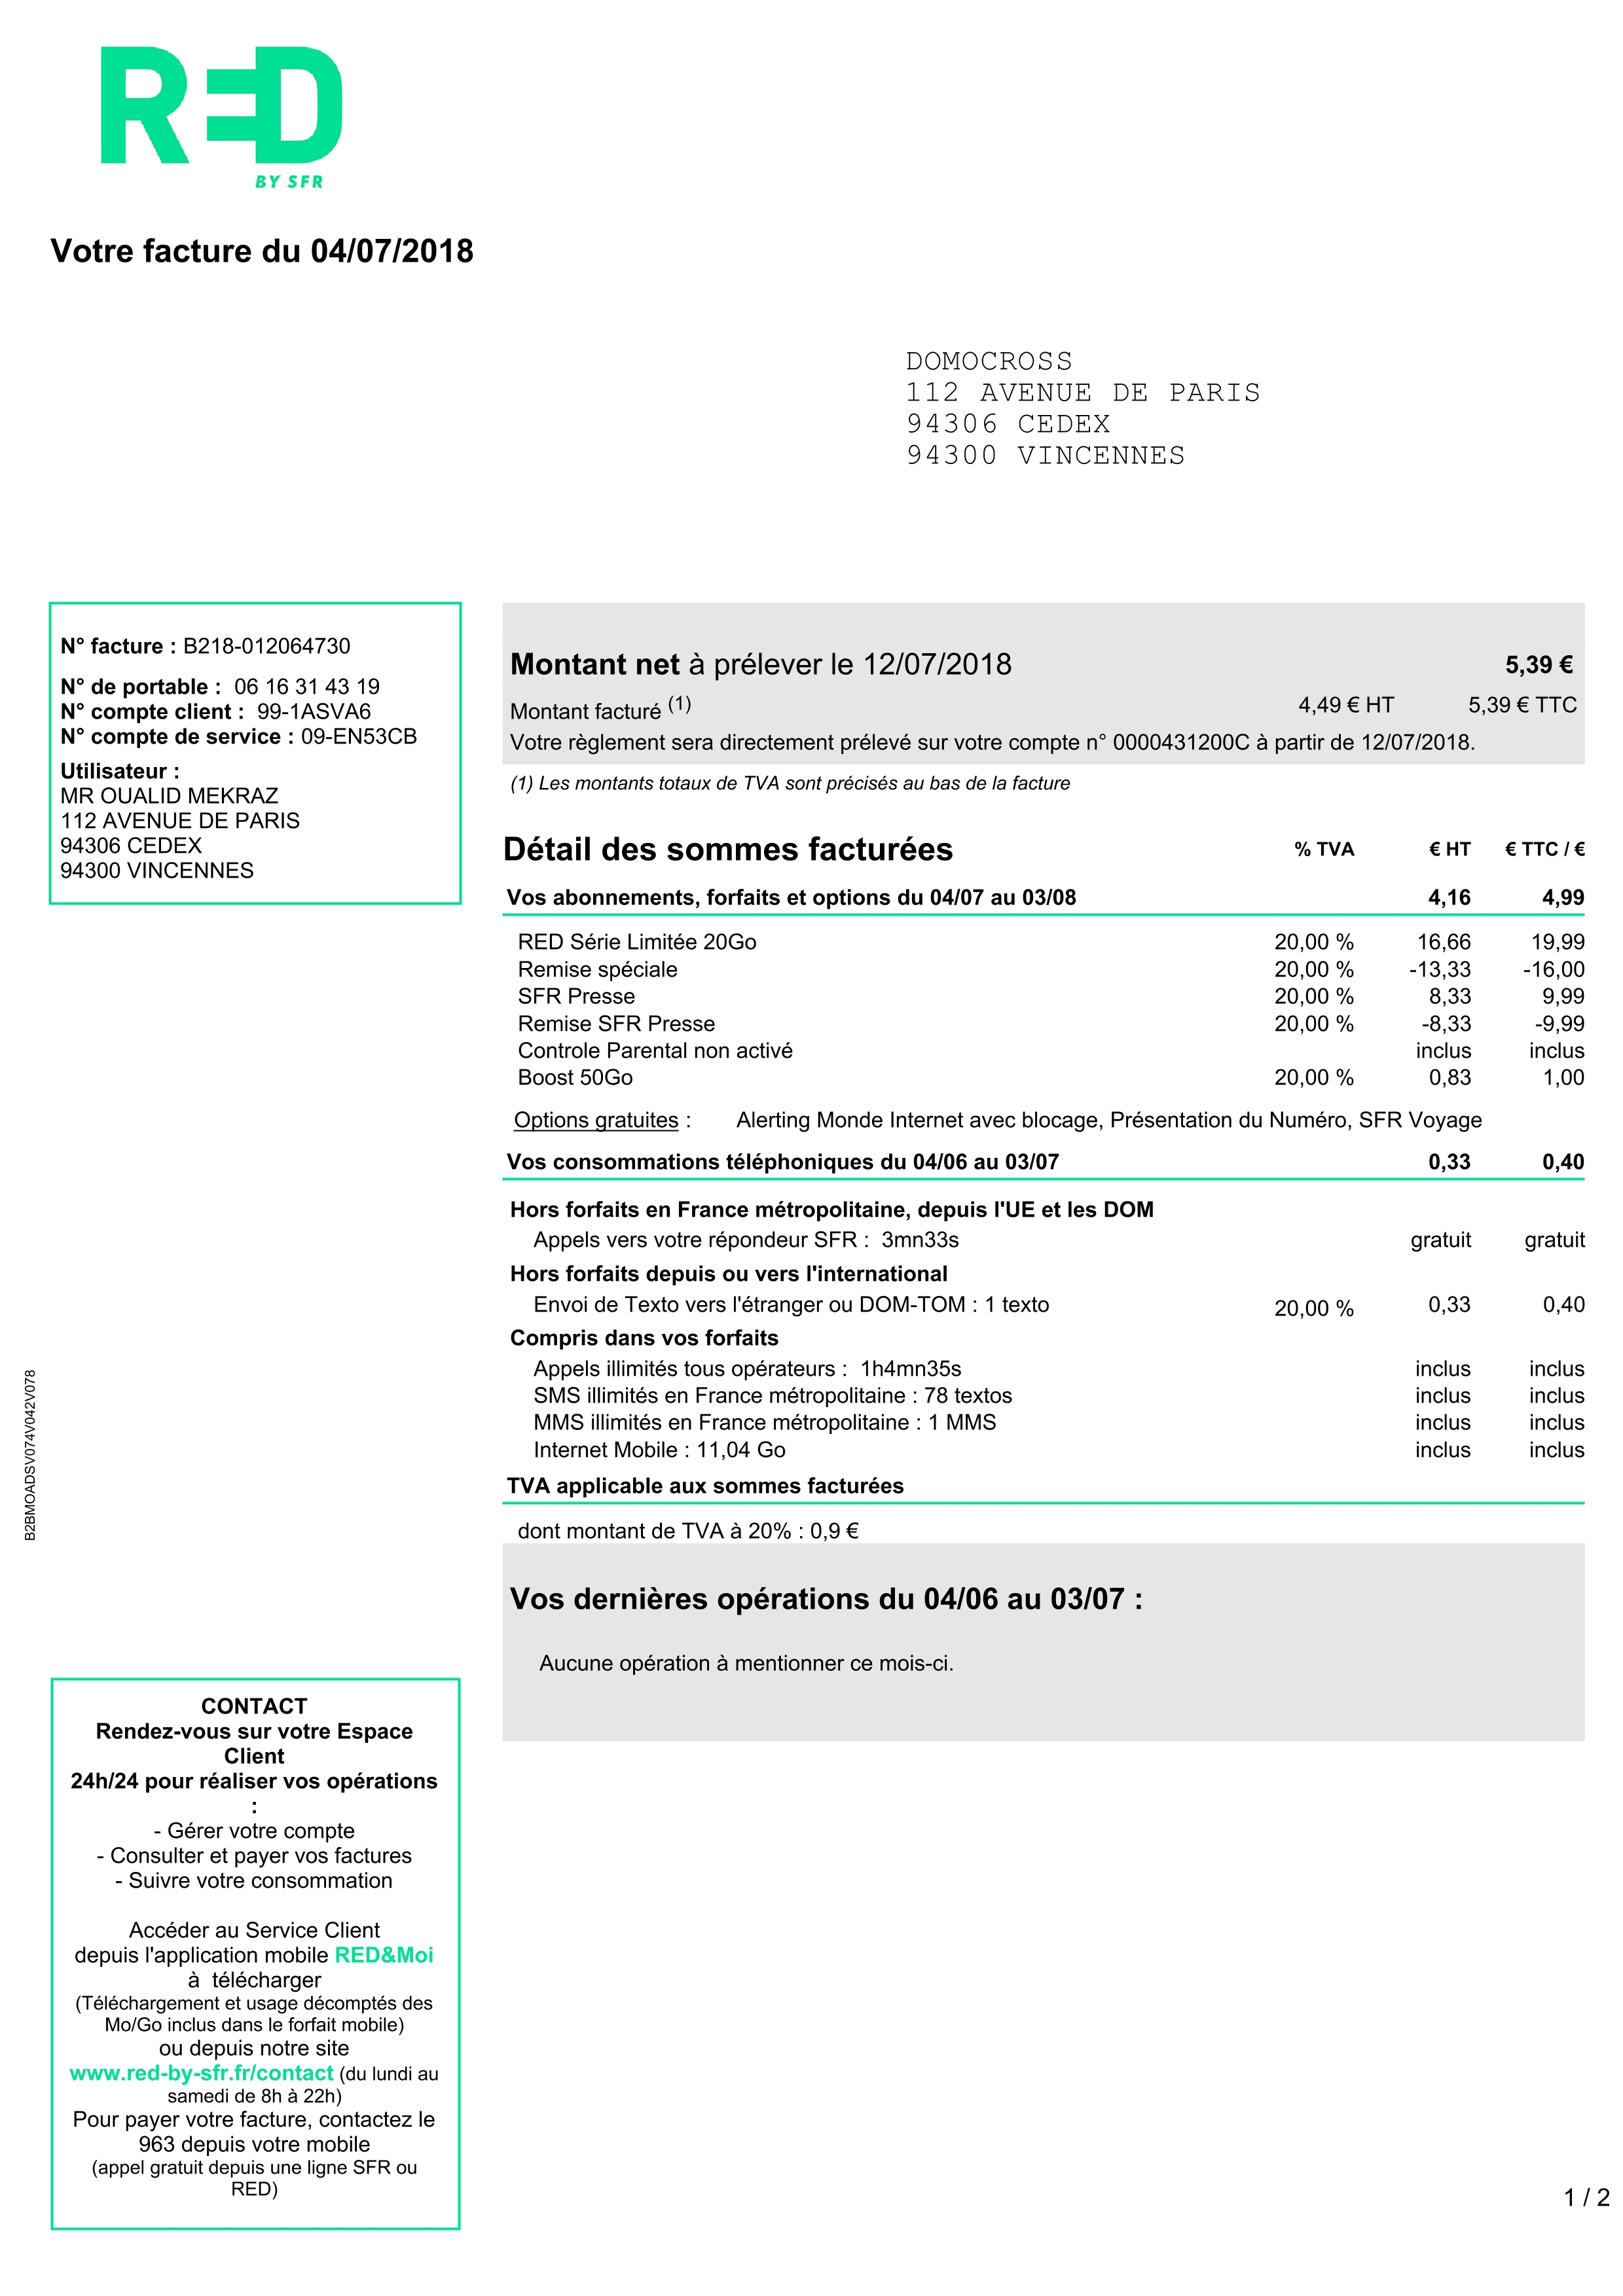 RED
BY SFR
Votre facture du 04/07/2018
DOMOCROSS
112 AVENUE DE PARIS
94306 CEDEX
94300 VINCENNES
N° facture : B218-012064730
N° de portable : 06 16 31 43 19
N° compte client : 99-1ASVA6
N° compte de service : 09-EN53CB
Utilisateur :
MR OUALID MEKRAZ
112 AVENUE DE PARIS
94306 CEDEX
94300 VINCENNES
Montant net à prélever le 12/07/2018 5,39 €
Montant facturé (1) 4,49 € HT 5,39 € TTC
Votre règlement sera directement prélevé sur votre compte n° 0000431200C à partir de 12/07/2018.
(1) Les montants totaux de TVA sont précisés au bas de la facture
Détail des sommes facturées % TVA € HT € TTC / €
Vos abonnements, forfaits et options du 04/07 au 03/08 4,16 4,99
RED Série Limitée 20Go 20,00 % 16,66 19,99
Remise spéciale 20,00 % -13,33 -16,00
SFR Presse 20,00 % 8,33 9,99
Remise SFR Presse 20,00 % -8,33 -9,99
Controle Parental non activé inclus inclus
Boost 50Go 20,00 % 0,83 1,00
Options gratuites : Alerting Monde Internet avec blocage, Présentation du Numéro, SFR Voyage
Vos consommations téléphoniques du 04/06 au 03/07 0,33 0,40
Hors forfaits en France métropolitaine, depuis l'UE et les DOM
Appels vers votre répondeur SFR : 3mn33s gratuit gratuit
Hors forfaits depuis ou vers l'international
Envoi de Texto vers l'étranger ou DOM-TOM : 1 texto 20,00 % 0,33 0,40
Compris dans vos forfaits
Appels illimités tous opérateurs : 1h4mn35s inclus inclus
SMS illimités en France métropolitaine : 78 textos inclus inclus
MMS illimités en France métropolitaine : 1 MMS inclus inclus
Internet Mobile : 11,04 Go inclus inclus
TVA applicable aux sommes facturées
dont montant de TVA à 20% : 0,9 €
Vos dernières opérations du 04/06 au 03/07 :
Aucune opération à mentionner ce mois-ci.
B2BMOADSV074V042V078
CONTACT
Rendez-vous sur votre Espace
Client
24h/24 pour réaliser vos opérations
:
- Gérer votre compte
- Consulter et payer vos factures
- Suivre votre consommation
Accéder au Service Client
depuis l'application mobile RED&Moi
à télécharger
(Téléchargement et usage décomptés des
Mo/Go inclus dans le forfait mobile)
ou depuis notre site
www.red-by-sfr.fr/contact (du lundi au
samedi de 8h à 22h)
Pour payer votre facture, contactez le
963 depuis votre mobile
(appel gratuit depuis une ligne SFR ou
RED)
1 / 2